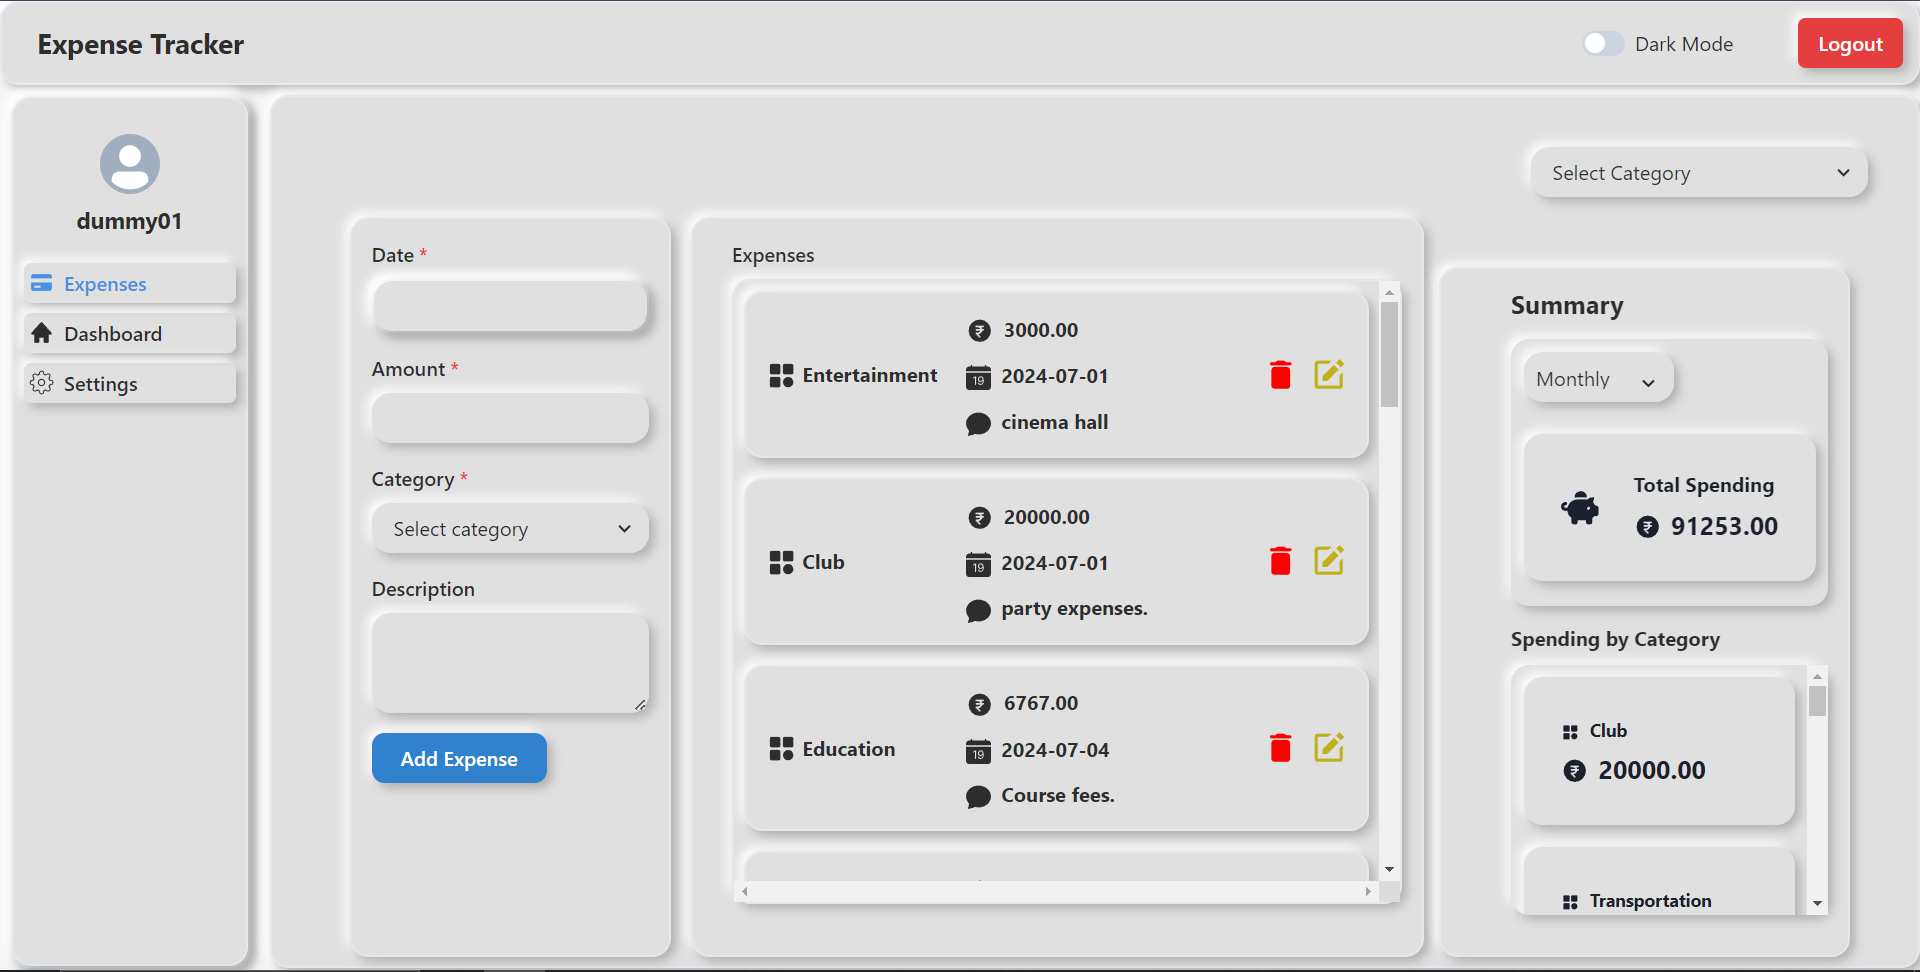 Expense Tracker
Dark Mode
Logout
dummy01
Expenses
Dashboard
Settings
Select Category
Date *
Amount *
Category *
Select category
Description
Add Expense
Expenses
Entertainment
₹ 3000.00
19 2024-07-01
cinema hall
Club
₹ 20000.00
19 2024-07-01
party expenses.
Education
₹ 6767.00
19 2024-07-04
Course fees.
Summary
Monthly
Total Spending
₹ 91253.00
Spending by Category
Club
₹ 20000.00
Transportation